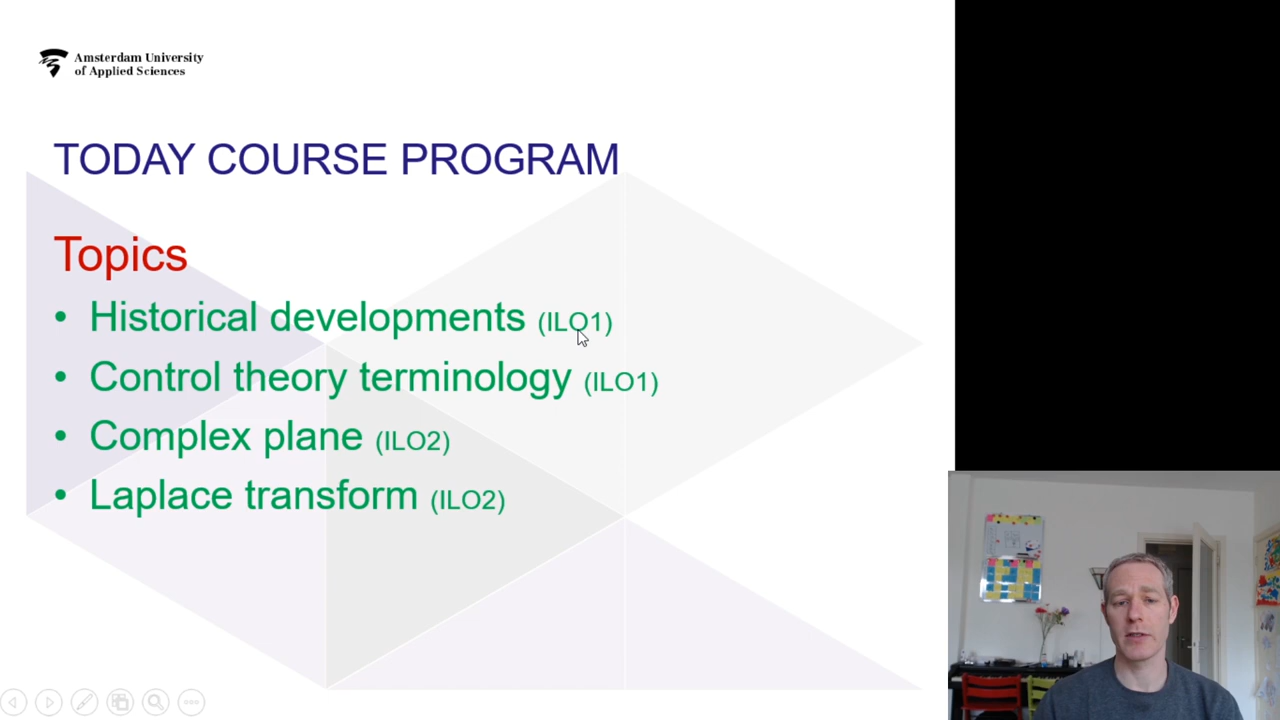 Amsterdam University
of Applied Sciences
TODAY COURSE PROGRAM
Topics
• Historical developments (ILO1)
• Control theory terminology (ILO1)
• Complex plane (ILO2)
• Laplace transform (ILO2)